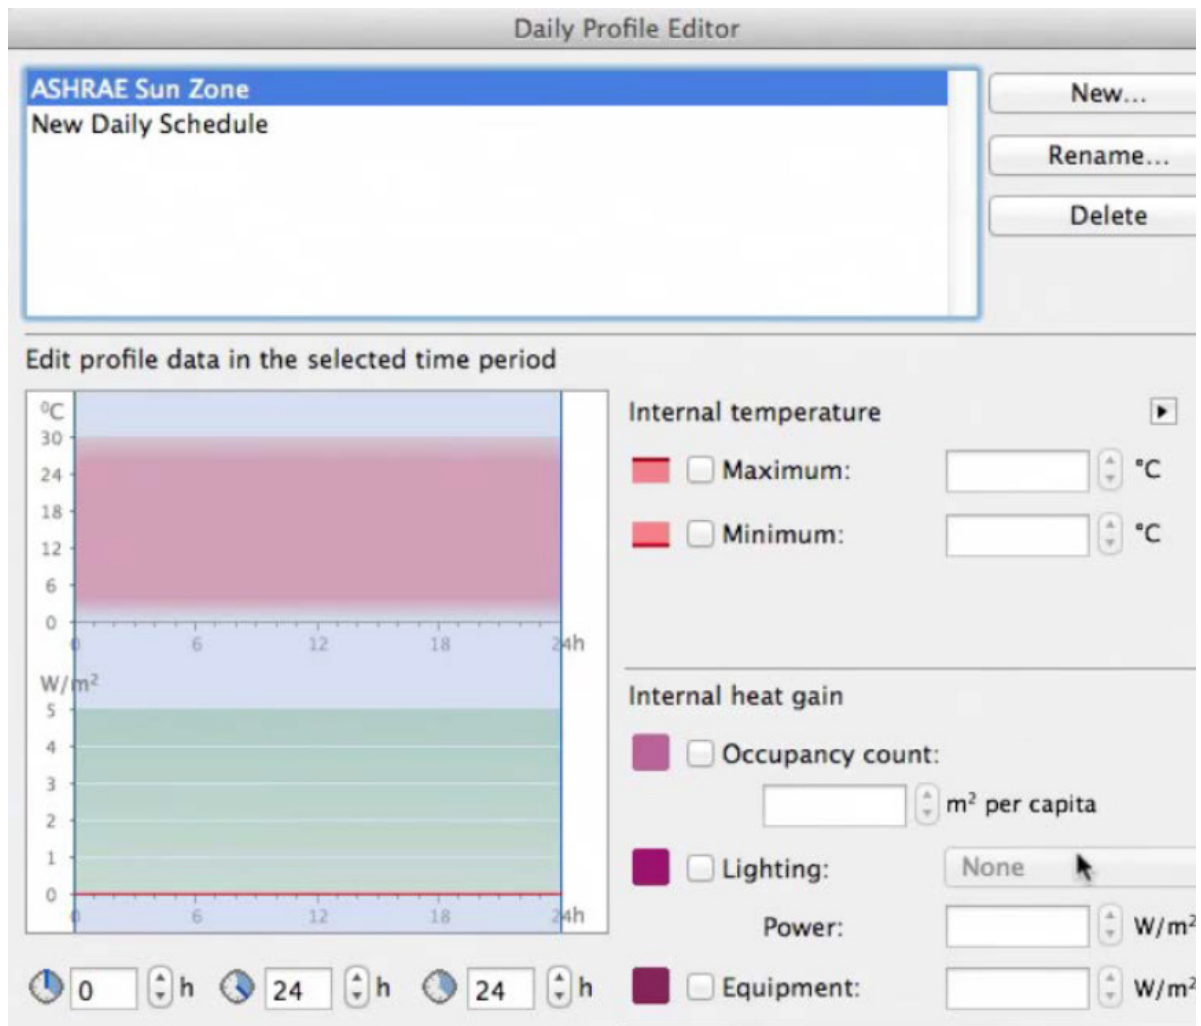 Daily Profile Editor
ASHRAE Sun Zone
New Daily Schedule
New...
Rename...
Delete
Edit profile data in the selected time period
⁰C
30
24
18
12
6
0
0 6 12 18 24h
W/m²
5
4
3
2
1
0
0 6 12 18 24h
0 h 24 h 24 h
Internal temperature
Maximum: °C
Minimum: °C
Internal heat gain
Occupancy count:
m² per capita
Lighting: None
Power: W/m²
Equipment: W/m²